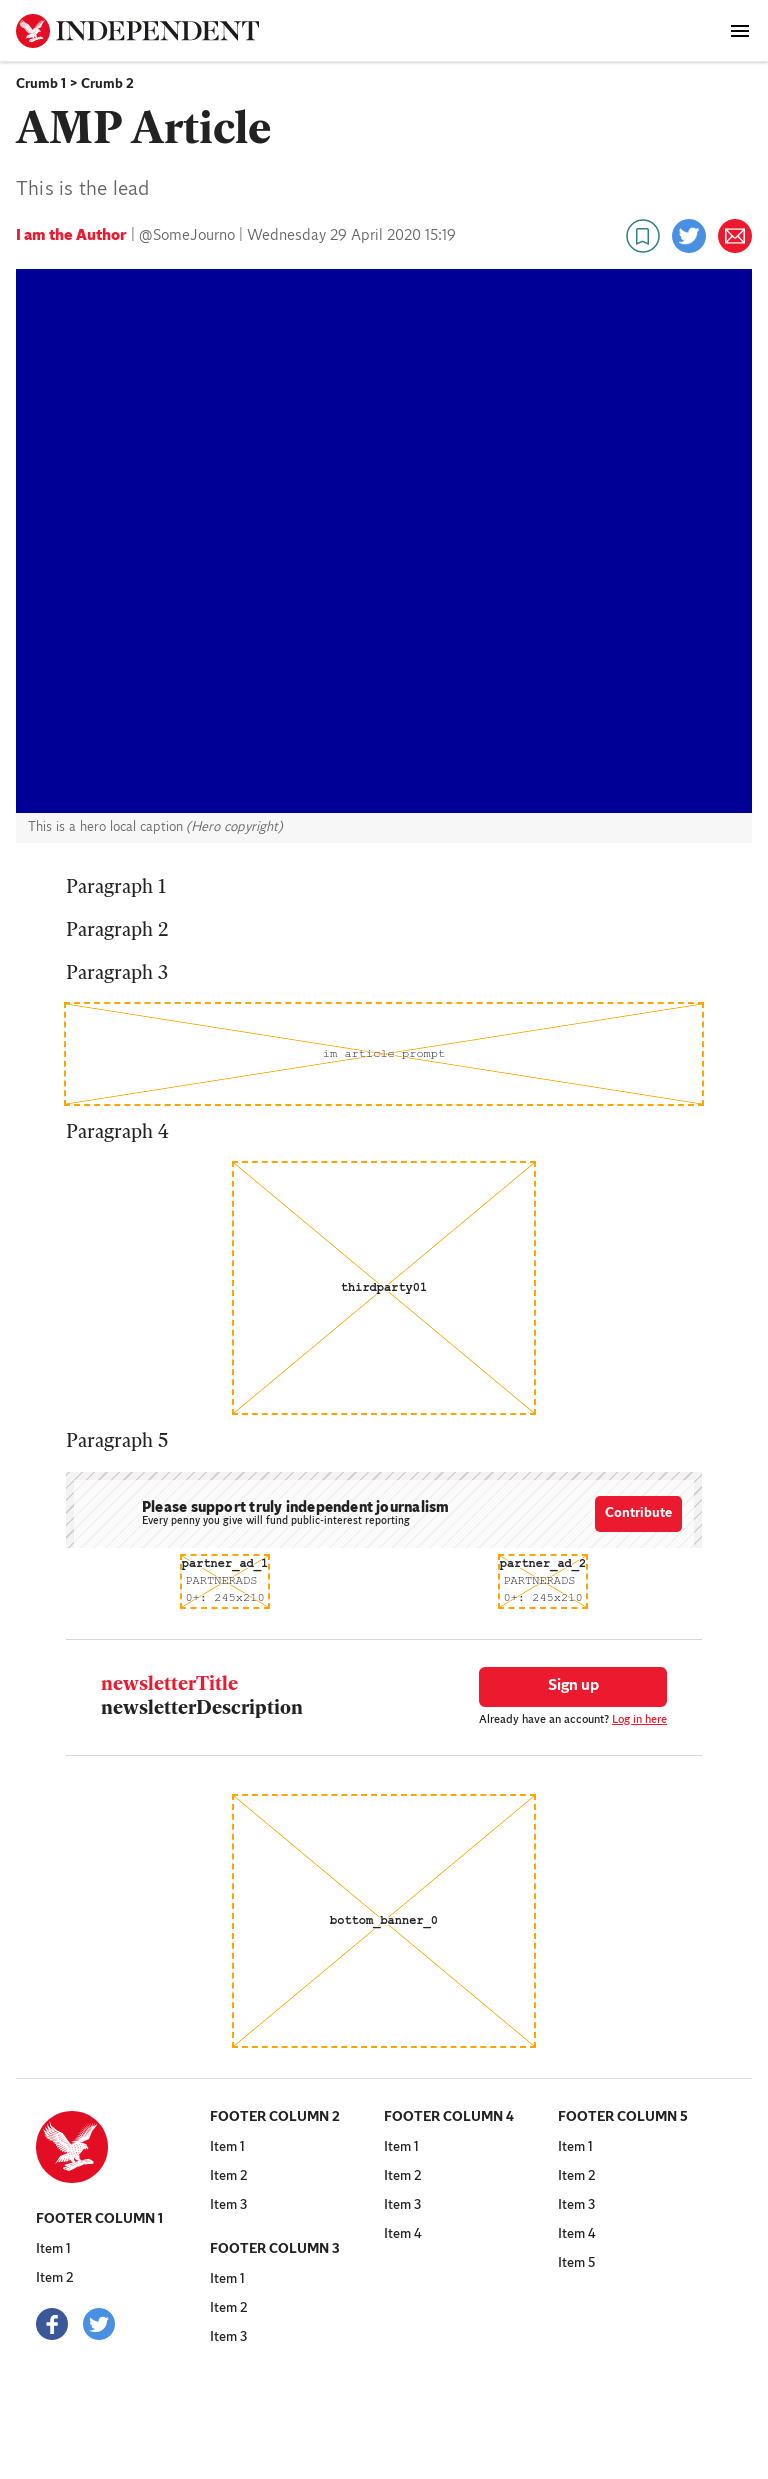 INDEPENDENT
Crumb 1 > Crumb 2
AMP Article
This is the lead
I am the Author | @SomeJourno | Wednesday 29 April 2020 15:19
This is a hero local caption (Hero copyright)
Paragraph 1
Paragraph 2
Paragraph 3
im article prompt
Paragraph 4
thirdparty01
Paragraph 5
Please support truly independent journalism
Every penny you give will fund public-interest reporting
Contribute
partner_ad_1
PARTNERADS
0+: 245x210
partner_ad_2
PARTNERADS
0+: 245x210
newsletterTitle
newsletterDescription
Sign up
Already have an account? Log in here
bottom_banner_0
FOOTER COLUMN 1
Item 1
Item 2
FOOTER COLUMN 2
Item 1
Item 2
Item 3
FOOTER COLUMN 3
Item 1
Item 2
Item 3
FOOTER COLUMN 4
Item 1
Item 2
Item 3
Item 4
FOOTER COLUMN 5
Item 1
Item 2
Item 3
Item 4
Item 5